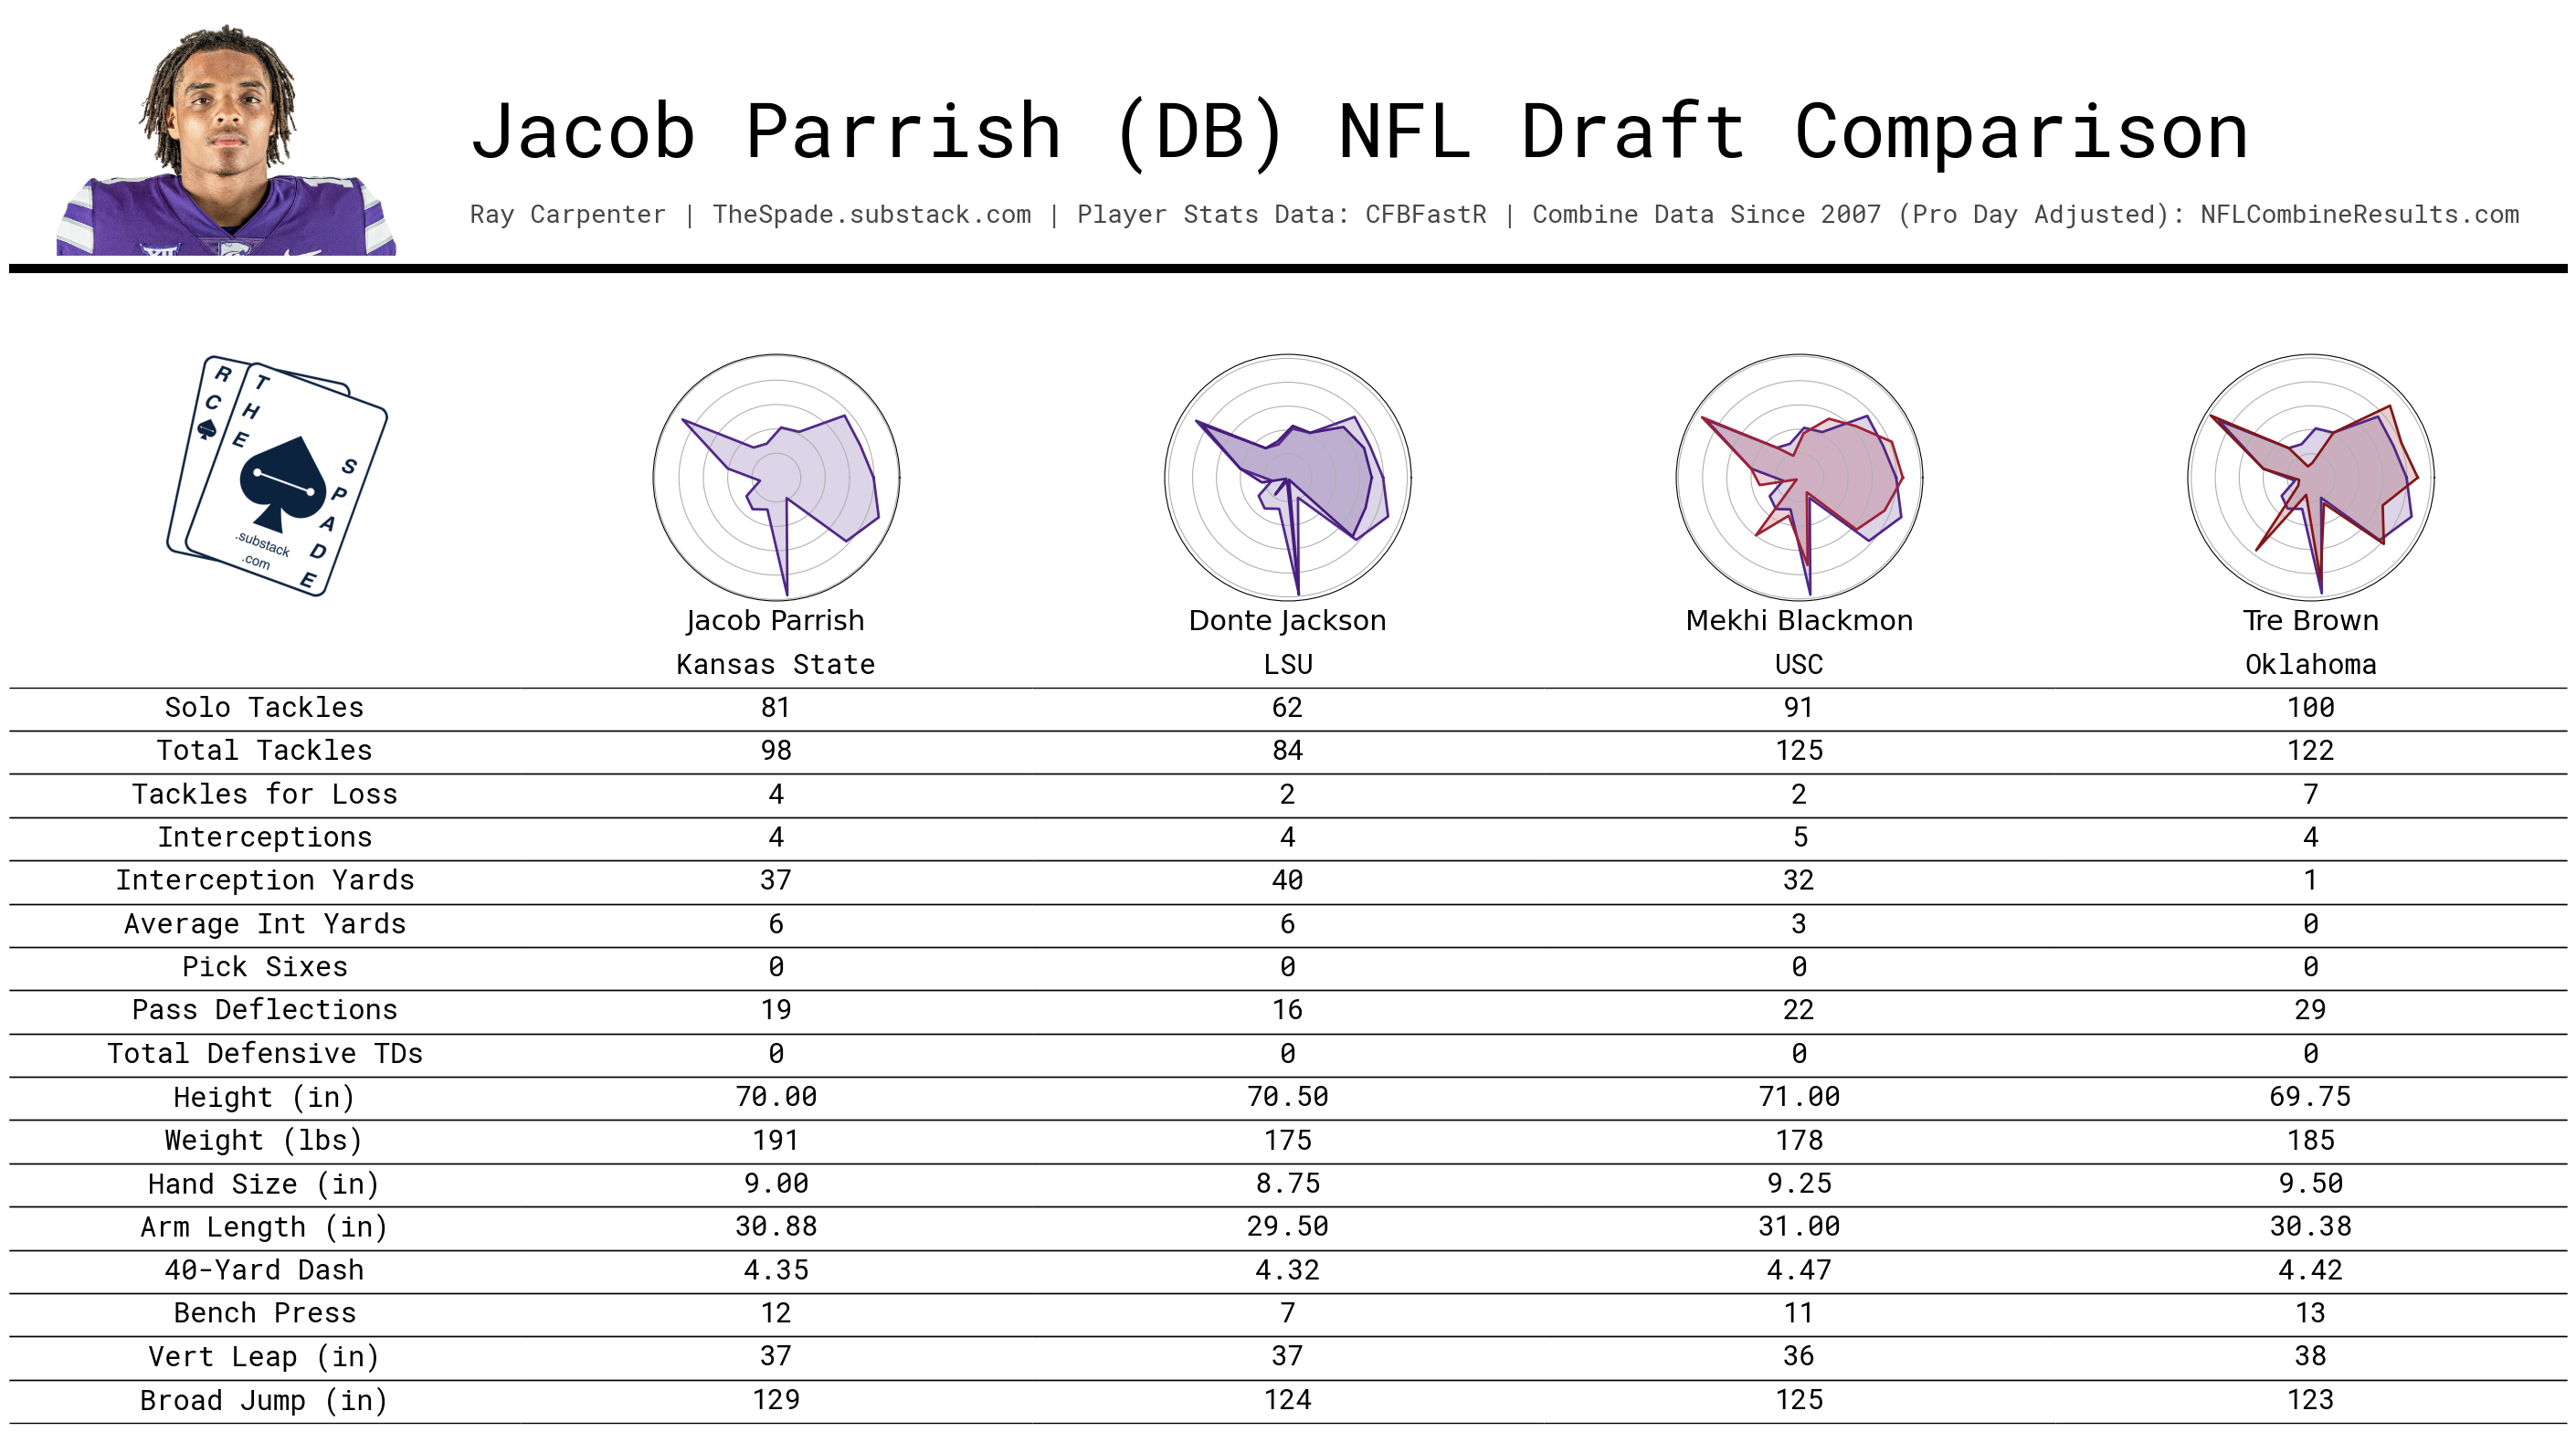 Jacob Parrish (DB) NFL Draft Comparison
Ray Carpenter | TheSpade.substack.com | Player Stats Data: CFBFastR | Combine Data Since 2007 (Pro Day Adjusted): NFLCombineResults.com
RC
THE
SPADE
.substack
.com
Jacob Parrish Donte Jackson Mekhi Blackmon Tre Brown
Kansas State LSU USC Oklahoma
Solo Tackles 81 62 91 100
Total Tackles 98 84 125 122
Tackles for Loss 4 2 2 7
Interceptions 4 4 5 4
Interception Yards 37 40 32 1
Average Int Yards 6 6 3 0
Pick Sixes 0 0 0 0
Pass Deflections 19 16 22 29
Total Defensive TDs 0 0 0 0
Height (in) 70.00 70.50 71.00 69.75
Weight (lbs) 191 175 178 185
Hand Size (in) 9.00 8.75 9.25 9.50
Arm Length (in) 30.88 29.50 31.00 30.38
40-Yard Dash 4.35 4.32 4.47 4.42
Bench Press 12 7 11 13
Vert Leap (in) 37 37 36 38
Broad Jump (in) 129 124 125 123